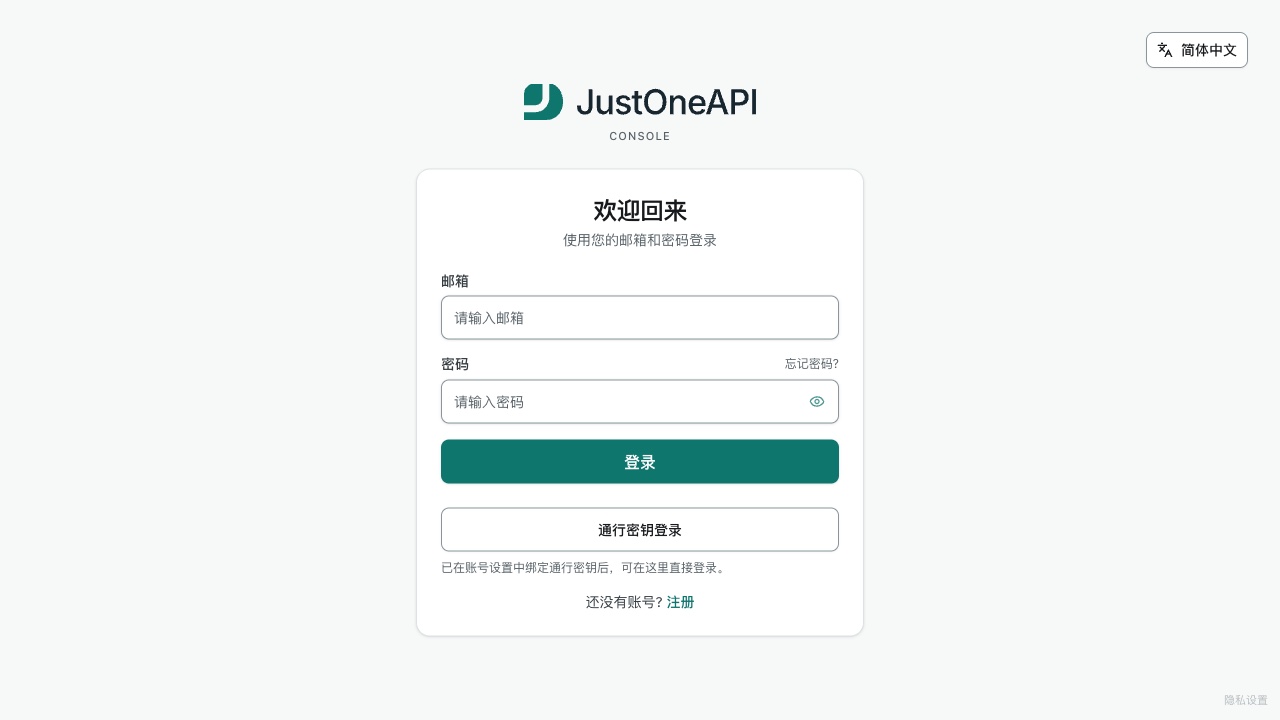 简体中文
JustOneAPI
CONSOLE
欢迎回来
使用您的邮箱和密码登录
邮箱
请输入邮箱
密码
忘记密码?
请输入密码
登录
通行密钥登录
已在账号设置中绑定通行密钥后，可在这里直接登录。
还没有账号? 注册
隐私设置